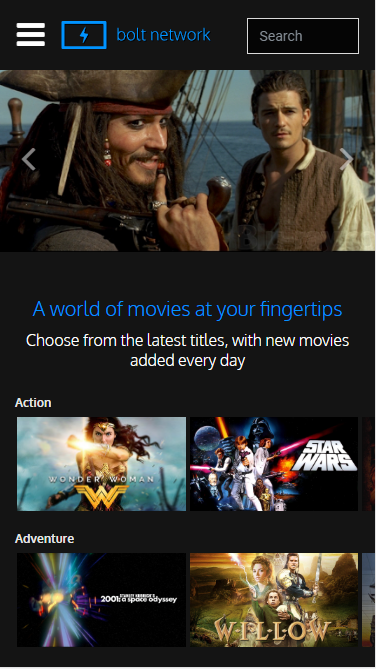 bolt network
Search
A world of movies at your fingertips
Choose from the latest titles, with new movies
added every day
Action
WONDER WOMAN
STAR
WARS
Adventure
STANLEY KUBRICK'S
2001: a space odyssey
WILLOW